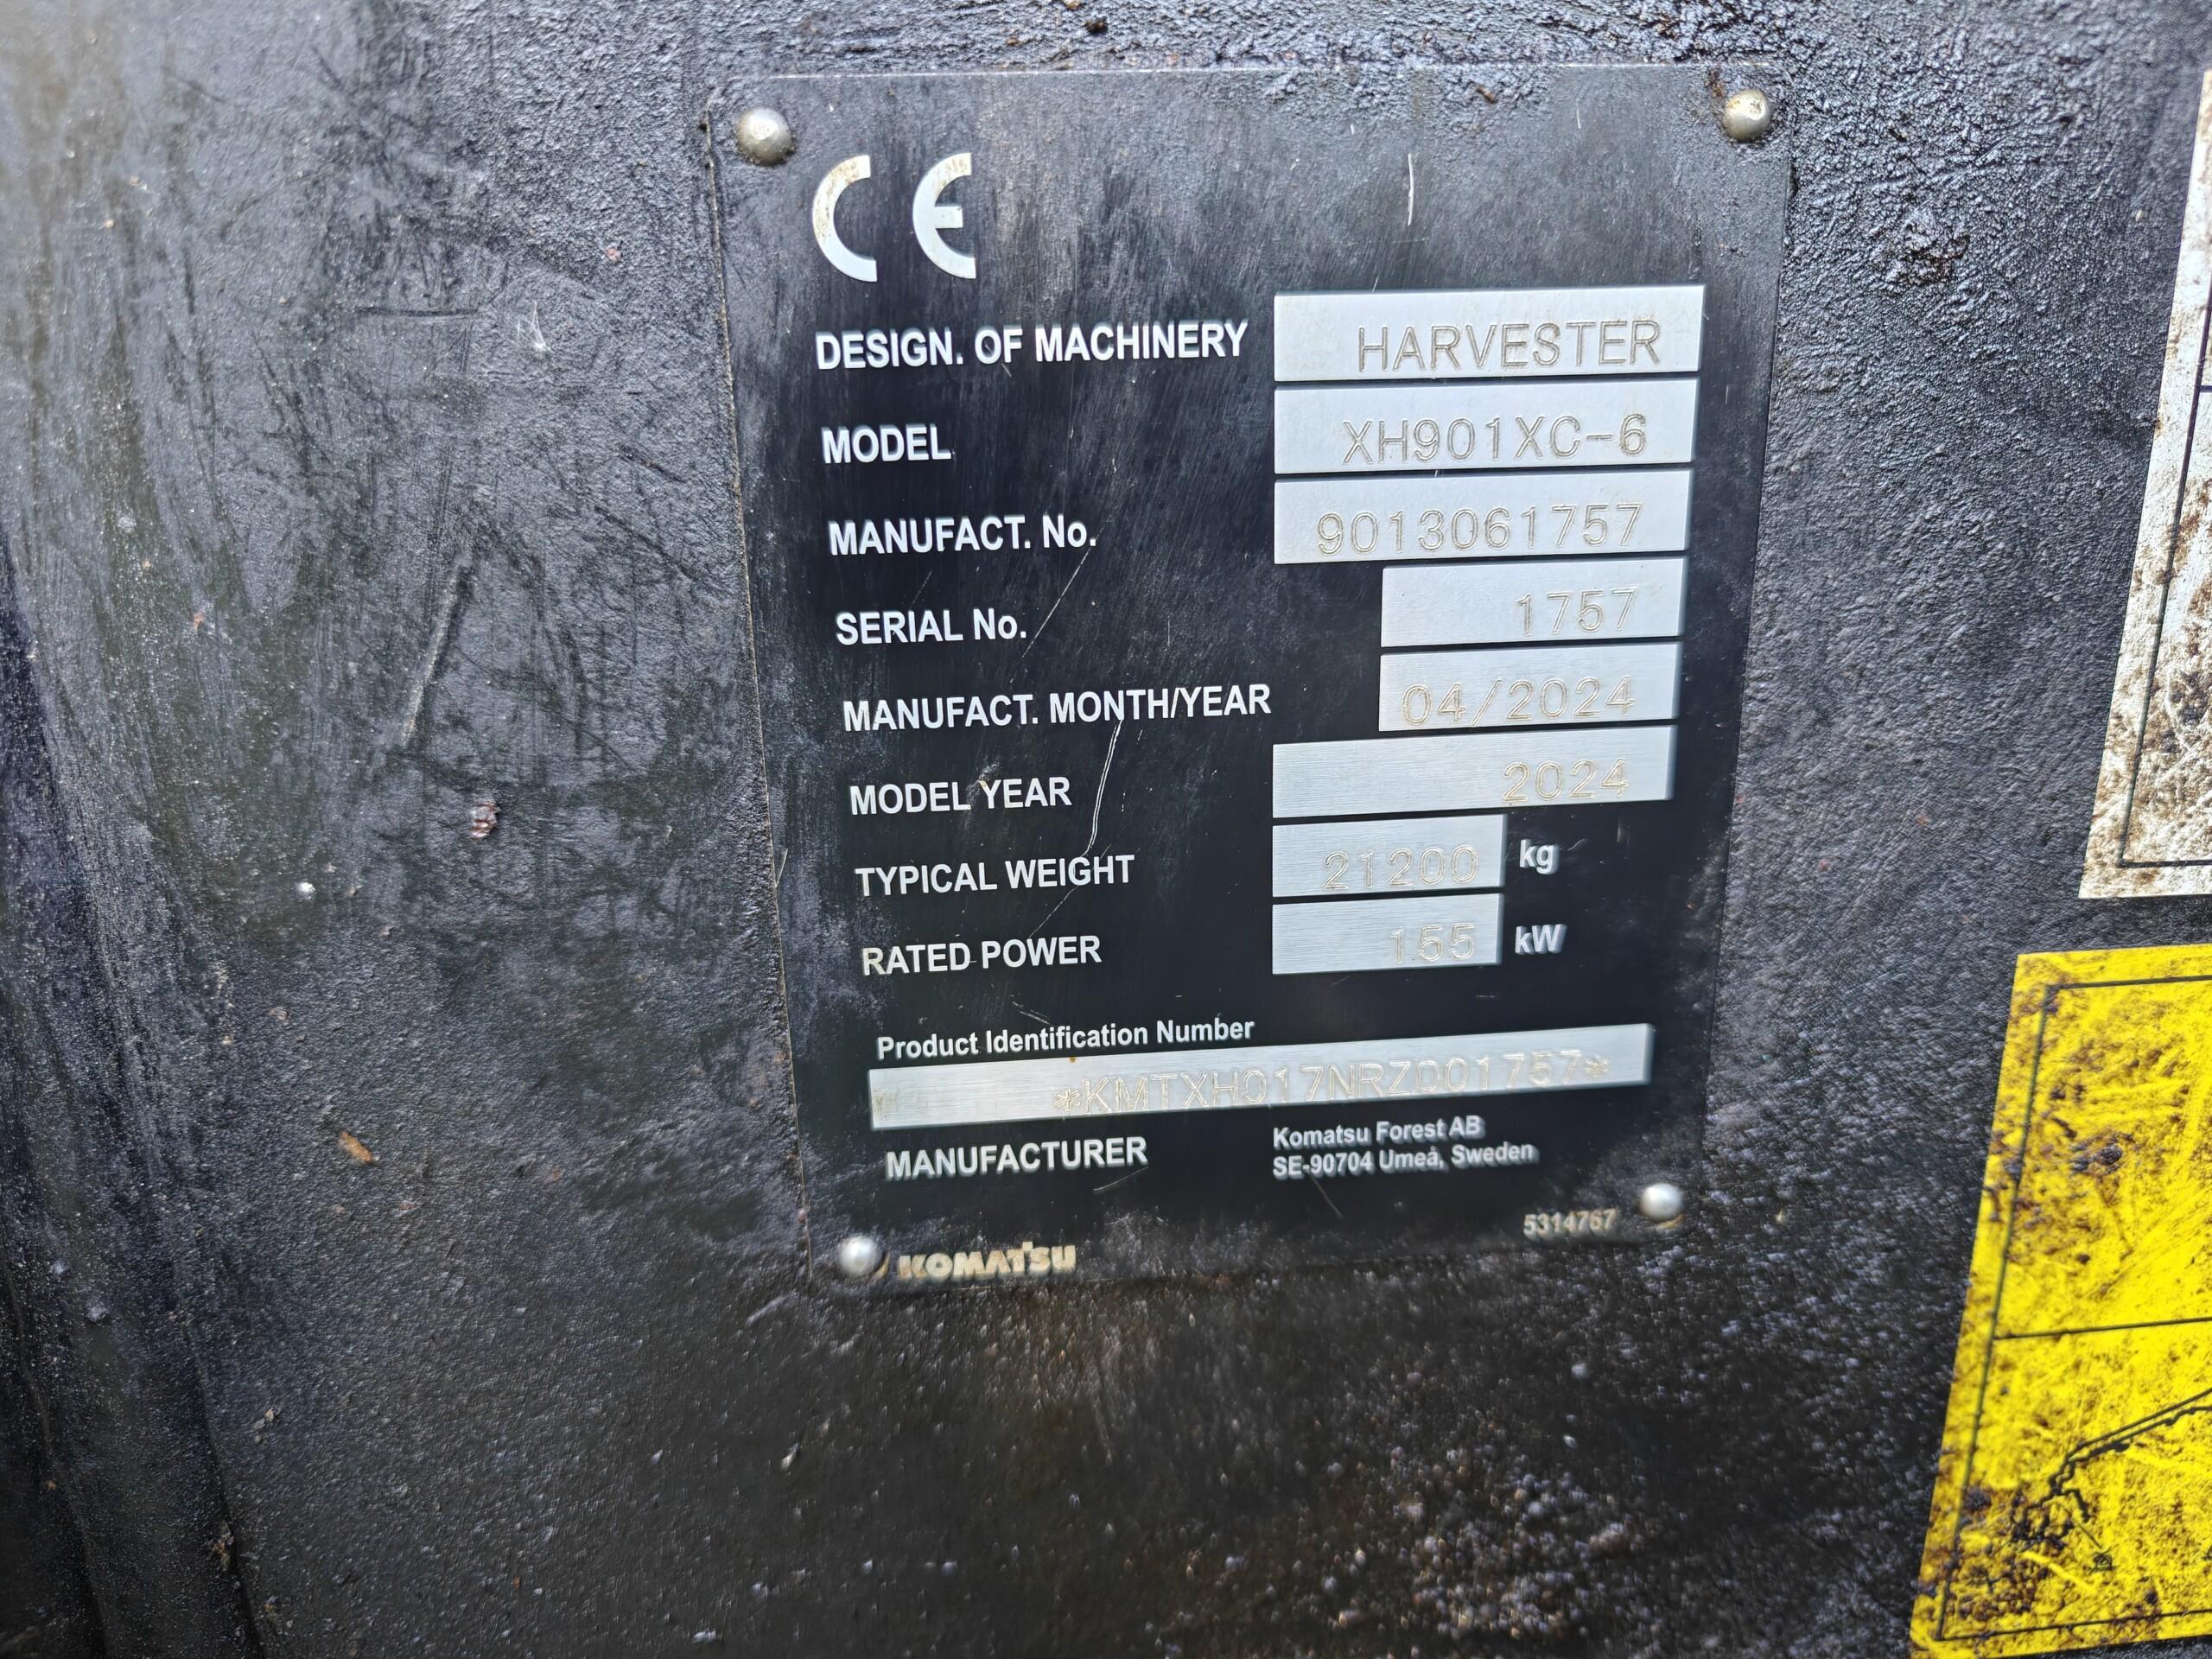 CE
DESIGN. OF MACHINERY HARVESTER
MODEL XH901XC-6
MANUFACT. No. 9013061757
SERIAL No. 1757
MANUFACT. MONTH/YEAR 04/2024
MODEL YEAR 2024
TYPICAL WEIGHT 21200 kg
RATED POWER 155 kW
Product Identification Number
*KMTXH017NRZ001757*
MANUFACTURER Komatsu Forest AB
SE-90704 Umeå, Sweden
5314767
KOMATSU